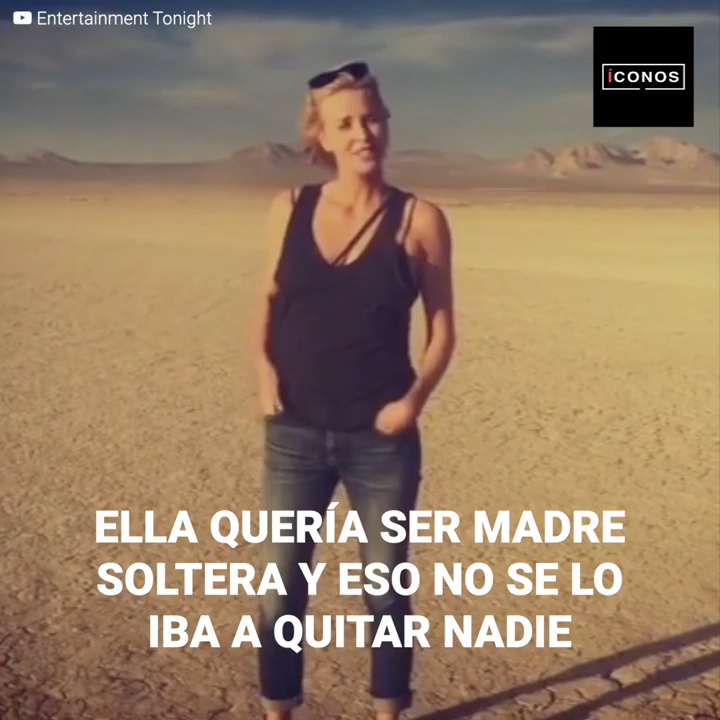 Entertainment Tonight
ÍCONOS
ELLA QUERÍA SER MADRE
SOLTERA Y ESO NO SE LO
IBA A QUITAR NADIE